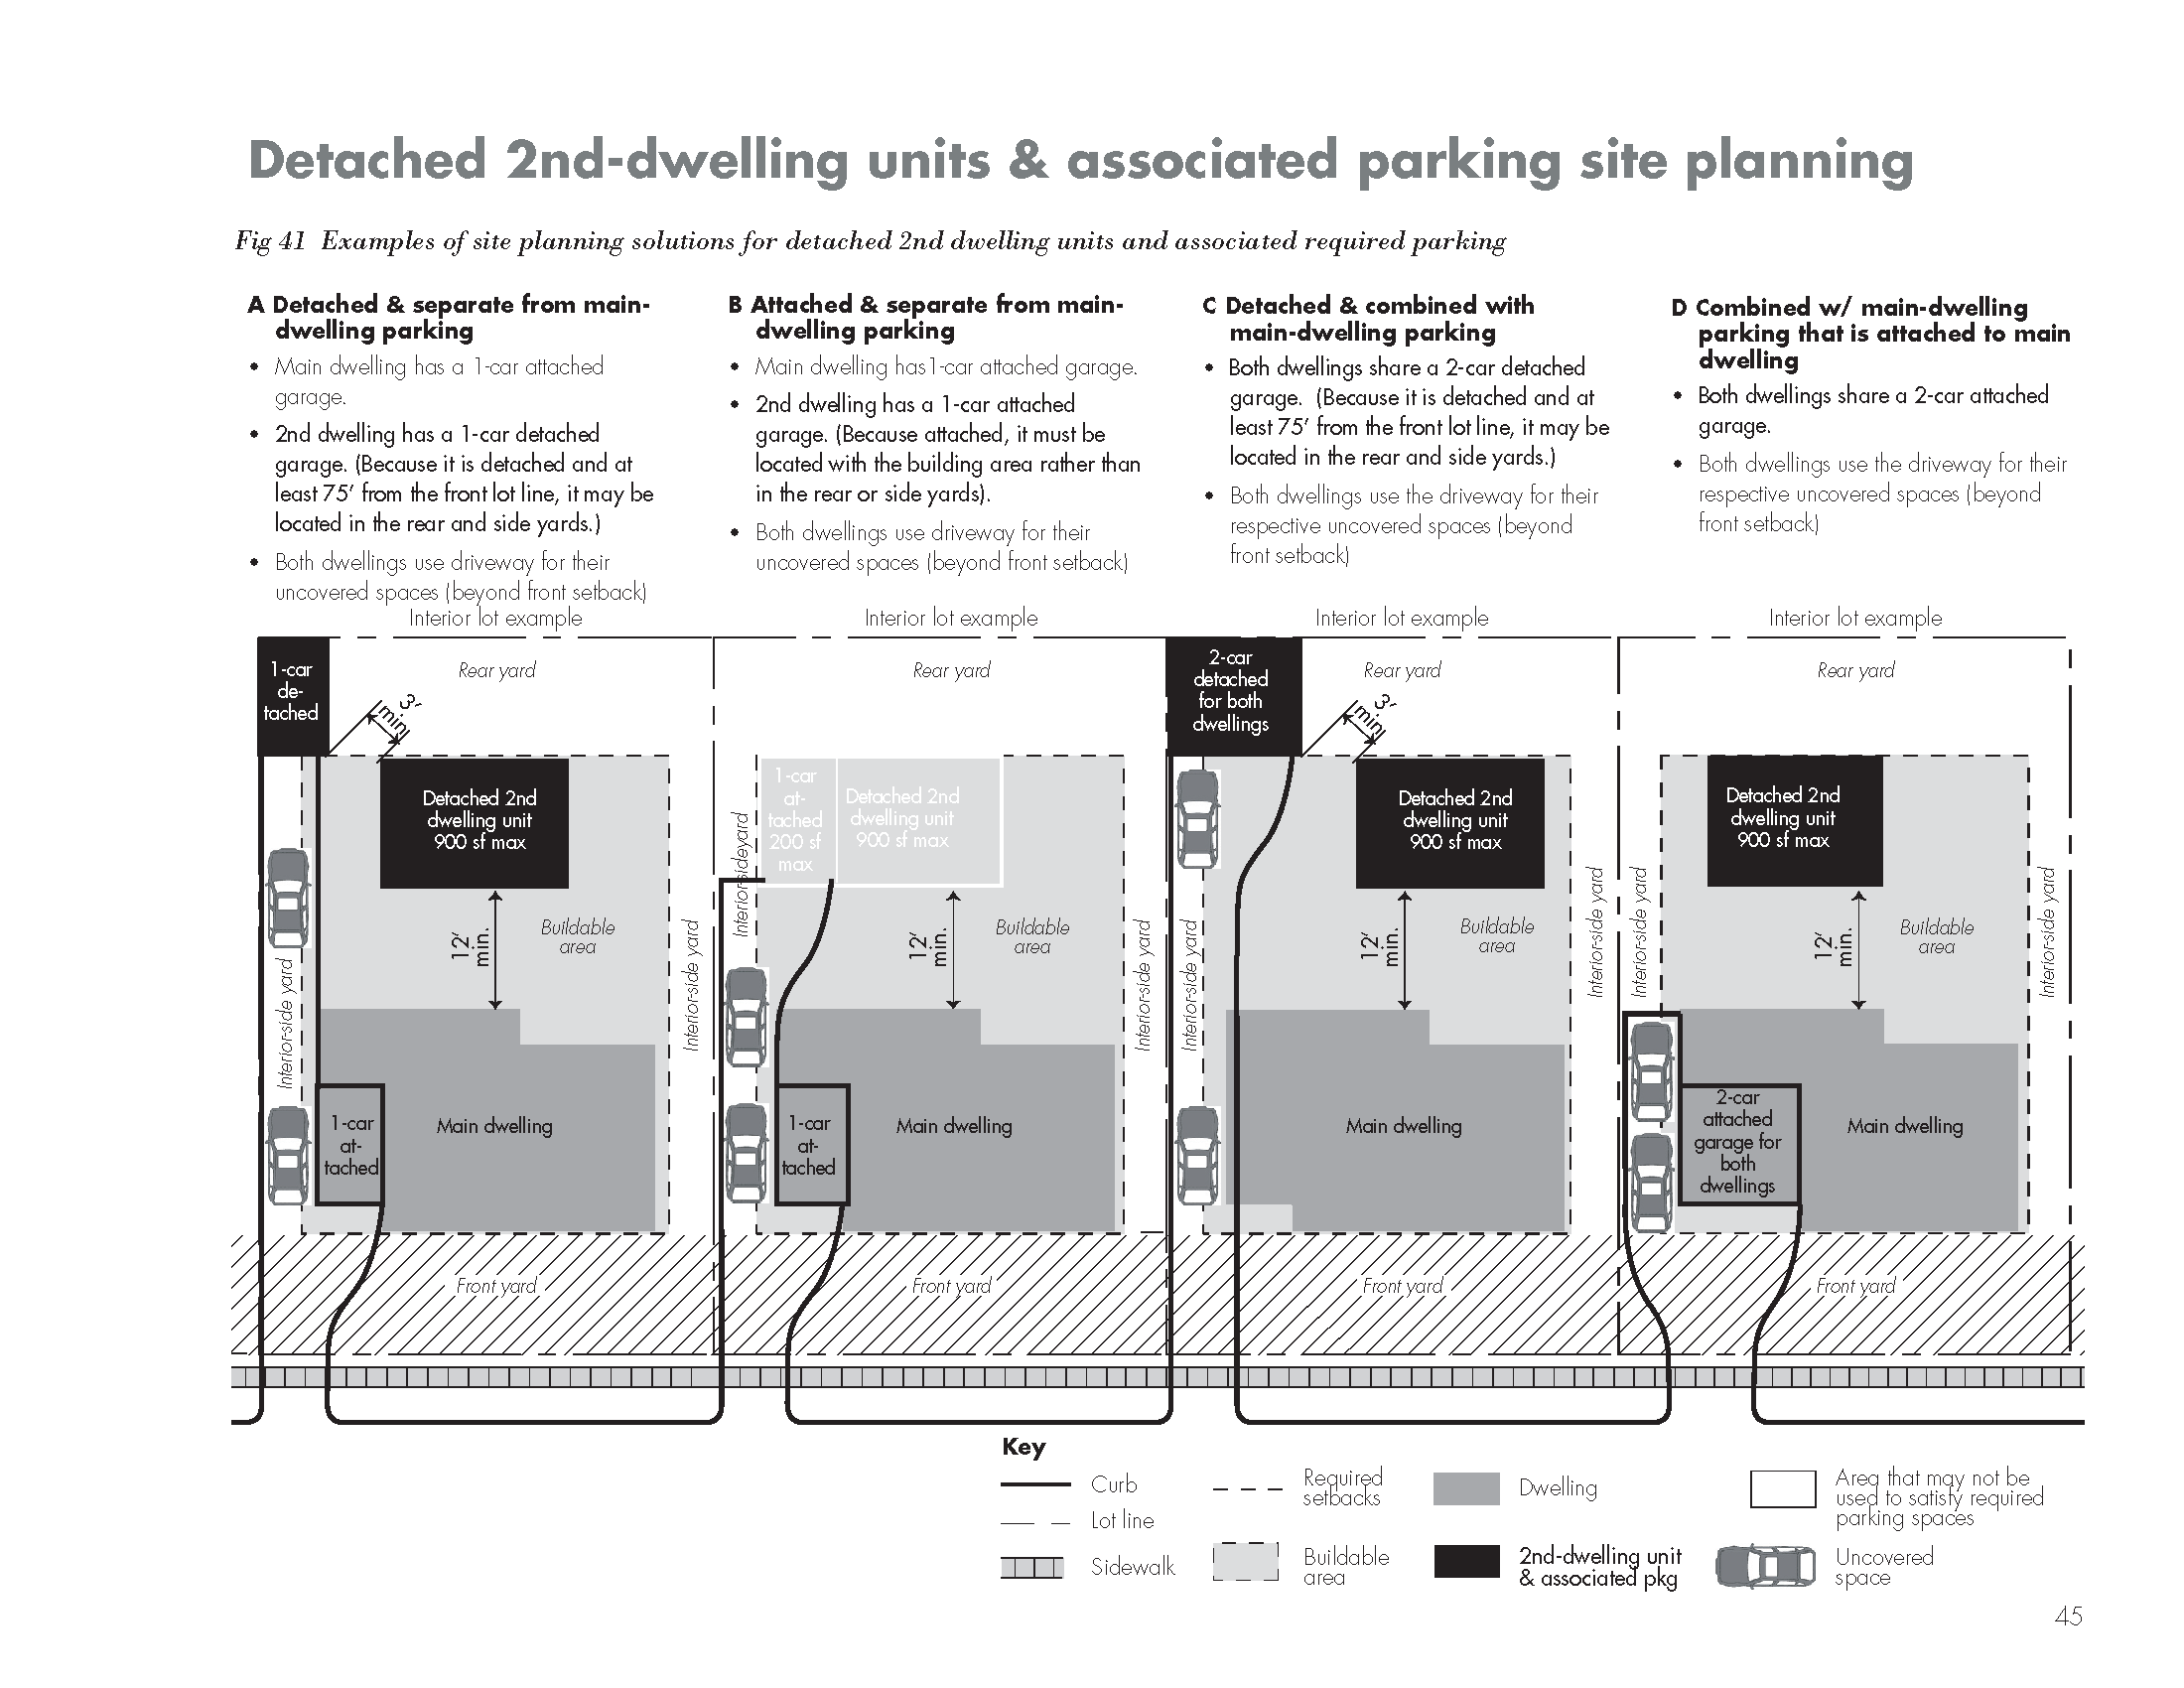 Detached 2nd-dwelling units & associated parking site planning
Fig 41 Examples of site planning solutions for detached 2nd dwelling units and associated required parking
A Detached & separate from main-
dwelling parking
• Main dwelling has a 1-car attached
garage.
• 2nd dwelling has a 1-car detached
garage. (Because it is detached and at
least 75' from the front lot line, it may be
located in the rear and side yards.)
• Both dwellings use driveway for their
uncovered spaces (beyond front setback)
B Attached & separate from main-
dwelling parking
• Main dwelling has1-car attached garage.
• 2nd dwelling has a 1-car attached
garage. (Because attached, it must be
located with the building area rather than
in the rear or side yards).
• Both dwellings use driveway for their
uncovered spaces (beyond front setback)
C Detached & combined with
main-dwelling parking
• Both dwellings share a 2-car detached
garage. (Because it is detached and at
least 75' from the front lot line, it may be
located in the rear and side yards.)
• Both dwellings use the driveway for their
respective uncovered spaces (beyond
front setback)
D Combined w/ main-dwelling
parking that is attached to main
dwelling
• Both dwellings share a 2-car attached
garage.
• Both dwellings use the driveway for their
respective uncovered spaces (beyond
front setback)
Interior lot example
1-car
de-
tached
Rear yard
3'
min.
Detached 2nd
dwelling unit
900 sf max
12'
min.
Buildable
area
Interior-side yard
Interior-side yard
1-car
at-
tached
Main dwelling
Front yard
Interior lot example
Rear yard
1-car
at-
tached
200 sf
max
Detached 2nd
dwelling unit
900 sf max
Interior-sideyard
12'
min.
Buildable
area
Interior-side yard
1-car
at-
tached
Main dwelling
Front yard
Interior lot example
2-car
detached
for both
dwellings
Rear yard
3'
min.
Detached 2nd
dwelling unit
900 sf max
Interior-side yard
12'
min.
Buildable
area
Interior-side yard
Main dwelling
Front yard
Interior lot example
Rear yard
Detached 2nd
dwelling unit
900 sf max
Interior-side yard
12'
min.
Buildable
area
Interior-side yard
2-car
attached
garage for
both
dwellings
Main dwelling
Front yard
Key
Curb
Lot line
Sidewalk
Required
setbacks
Buildable
area
Dwelling
2nd-dwelling unit
& associated pkg
Area that may not be
used to satisfy required
parking spaces
Uncovered
space
45